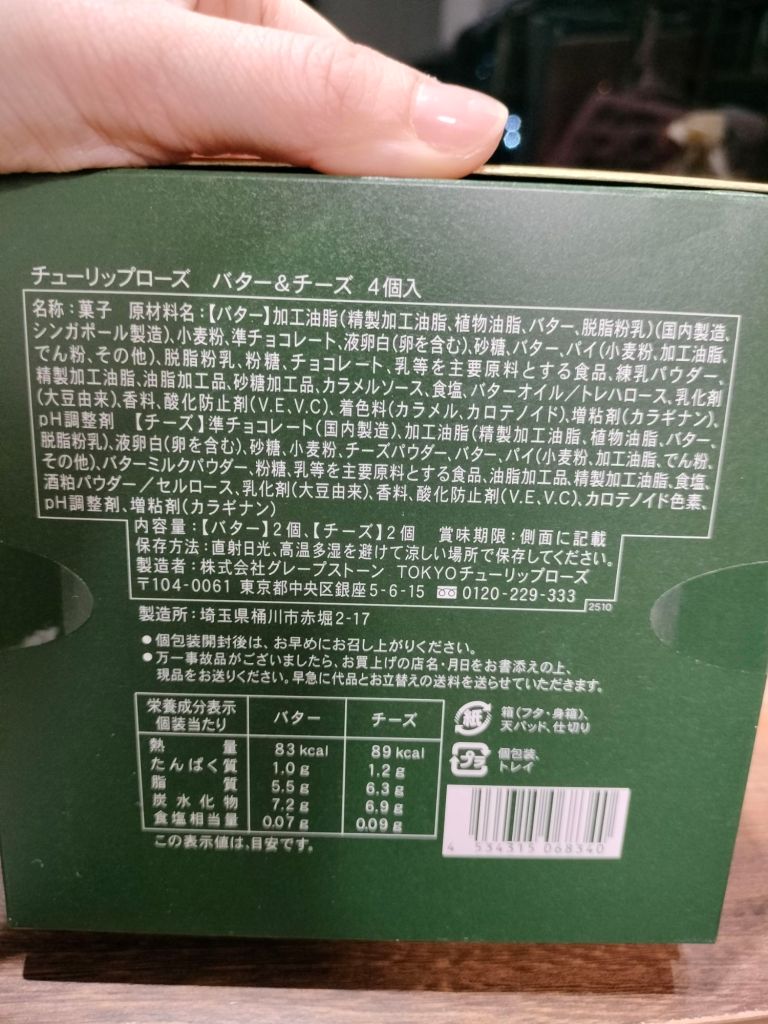 チューリップローズ　バター＆チーズ　4個入
名称：菓子　原材料名：【バター】加工油脂（精製加工油脂、植物油脂、バター、脱脂粉乳）（国内製造、
シンガポール製造）、小麦粉、準チョコレート、液卵白（卵を含む）、砂糖、バター、パイ（小麦粉、加工油脂、
でん粉、その他）、脱脂粉乳、粉糖、チョコレート、乳等を主要原料とする食品、練乳パウダー、
精製加工油脂、油脂加工品、砂糖加工品、カラメルソース、食塩、バターオイル／トレハロース、乳化剤
（大豆由来）、香料、酸化防止剤（V.E、V.C）、着色料（カラメル、カロテノイド）、増粘剤（カラギナン）、
pH調整剤　【チーズ】準チョコレート（国内製造）、加工油脂（精製加工油脂、植物油脂、バター、
脱脂粉乳）、液卵白（卵を含む）、砂糖、小麦粉、チーズパウダー、バター、パイ（小麦粉、加工油脂、でん粉、
その他）、バターミルクパウダー、粉糖、乳等を主要原料とする食品、油脂加工品、精製加工油脂、食塩、
酒粕パウダー／セルロース、乳化剤（大豆由来）、香料、酸化防止剤（V.E、V.C）、カロテノイド色素、
pH調整剤、増粘剤（カラギナン）
内容量：【バター】2個、【チーズ】2個　賞味期限：側面に記載
保存方法：直射日光、高温多湿を避けて涼しい場所で保存してください。
製造者：株式会社グレープストーン　TOKYOチューリップローズ
〒104-0061 東京都中央区銀座5-6-15 0120-229-333
2510
製造所：埼玉県桶川市赤堀2-17
●個包装開封後は、お早めにお召し上がりください。
●万一事故品がございましたら、お買上げの店名・月日をお書添えの上、
現品をお送りください。早急に代品とお立替えの送料を送らせていただきます。
栄養成分表示 個装当たり バター チーズ
熱量 83 kcal 89 kcal
たんぱく質 1.0 g 1.2 g
脂質 5.5 g 6.3 g
炭水化物 7.2 g 6.9 g
食塩相当量 0.07 g 0.09 g
この表示値は、目安です。
紙 箱（フタ・身箱）、
天パッド、仕切り
プラ 個包装、
トレイ
4 534315 068340